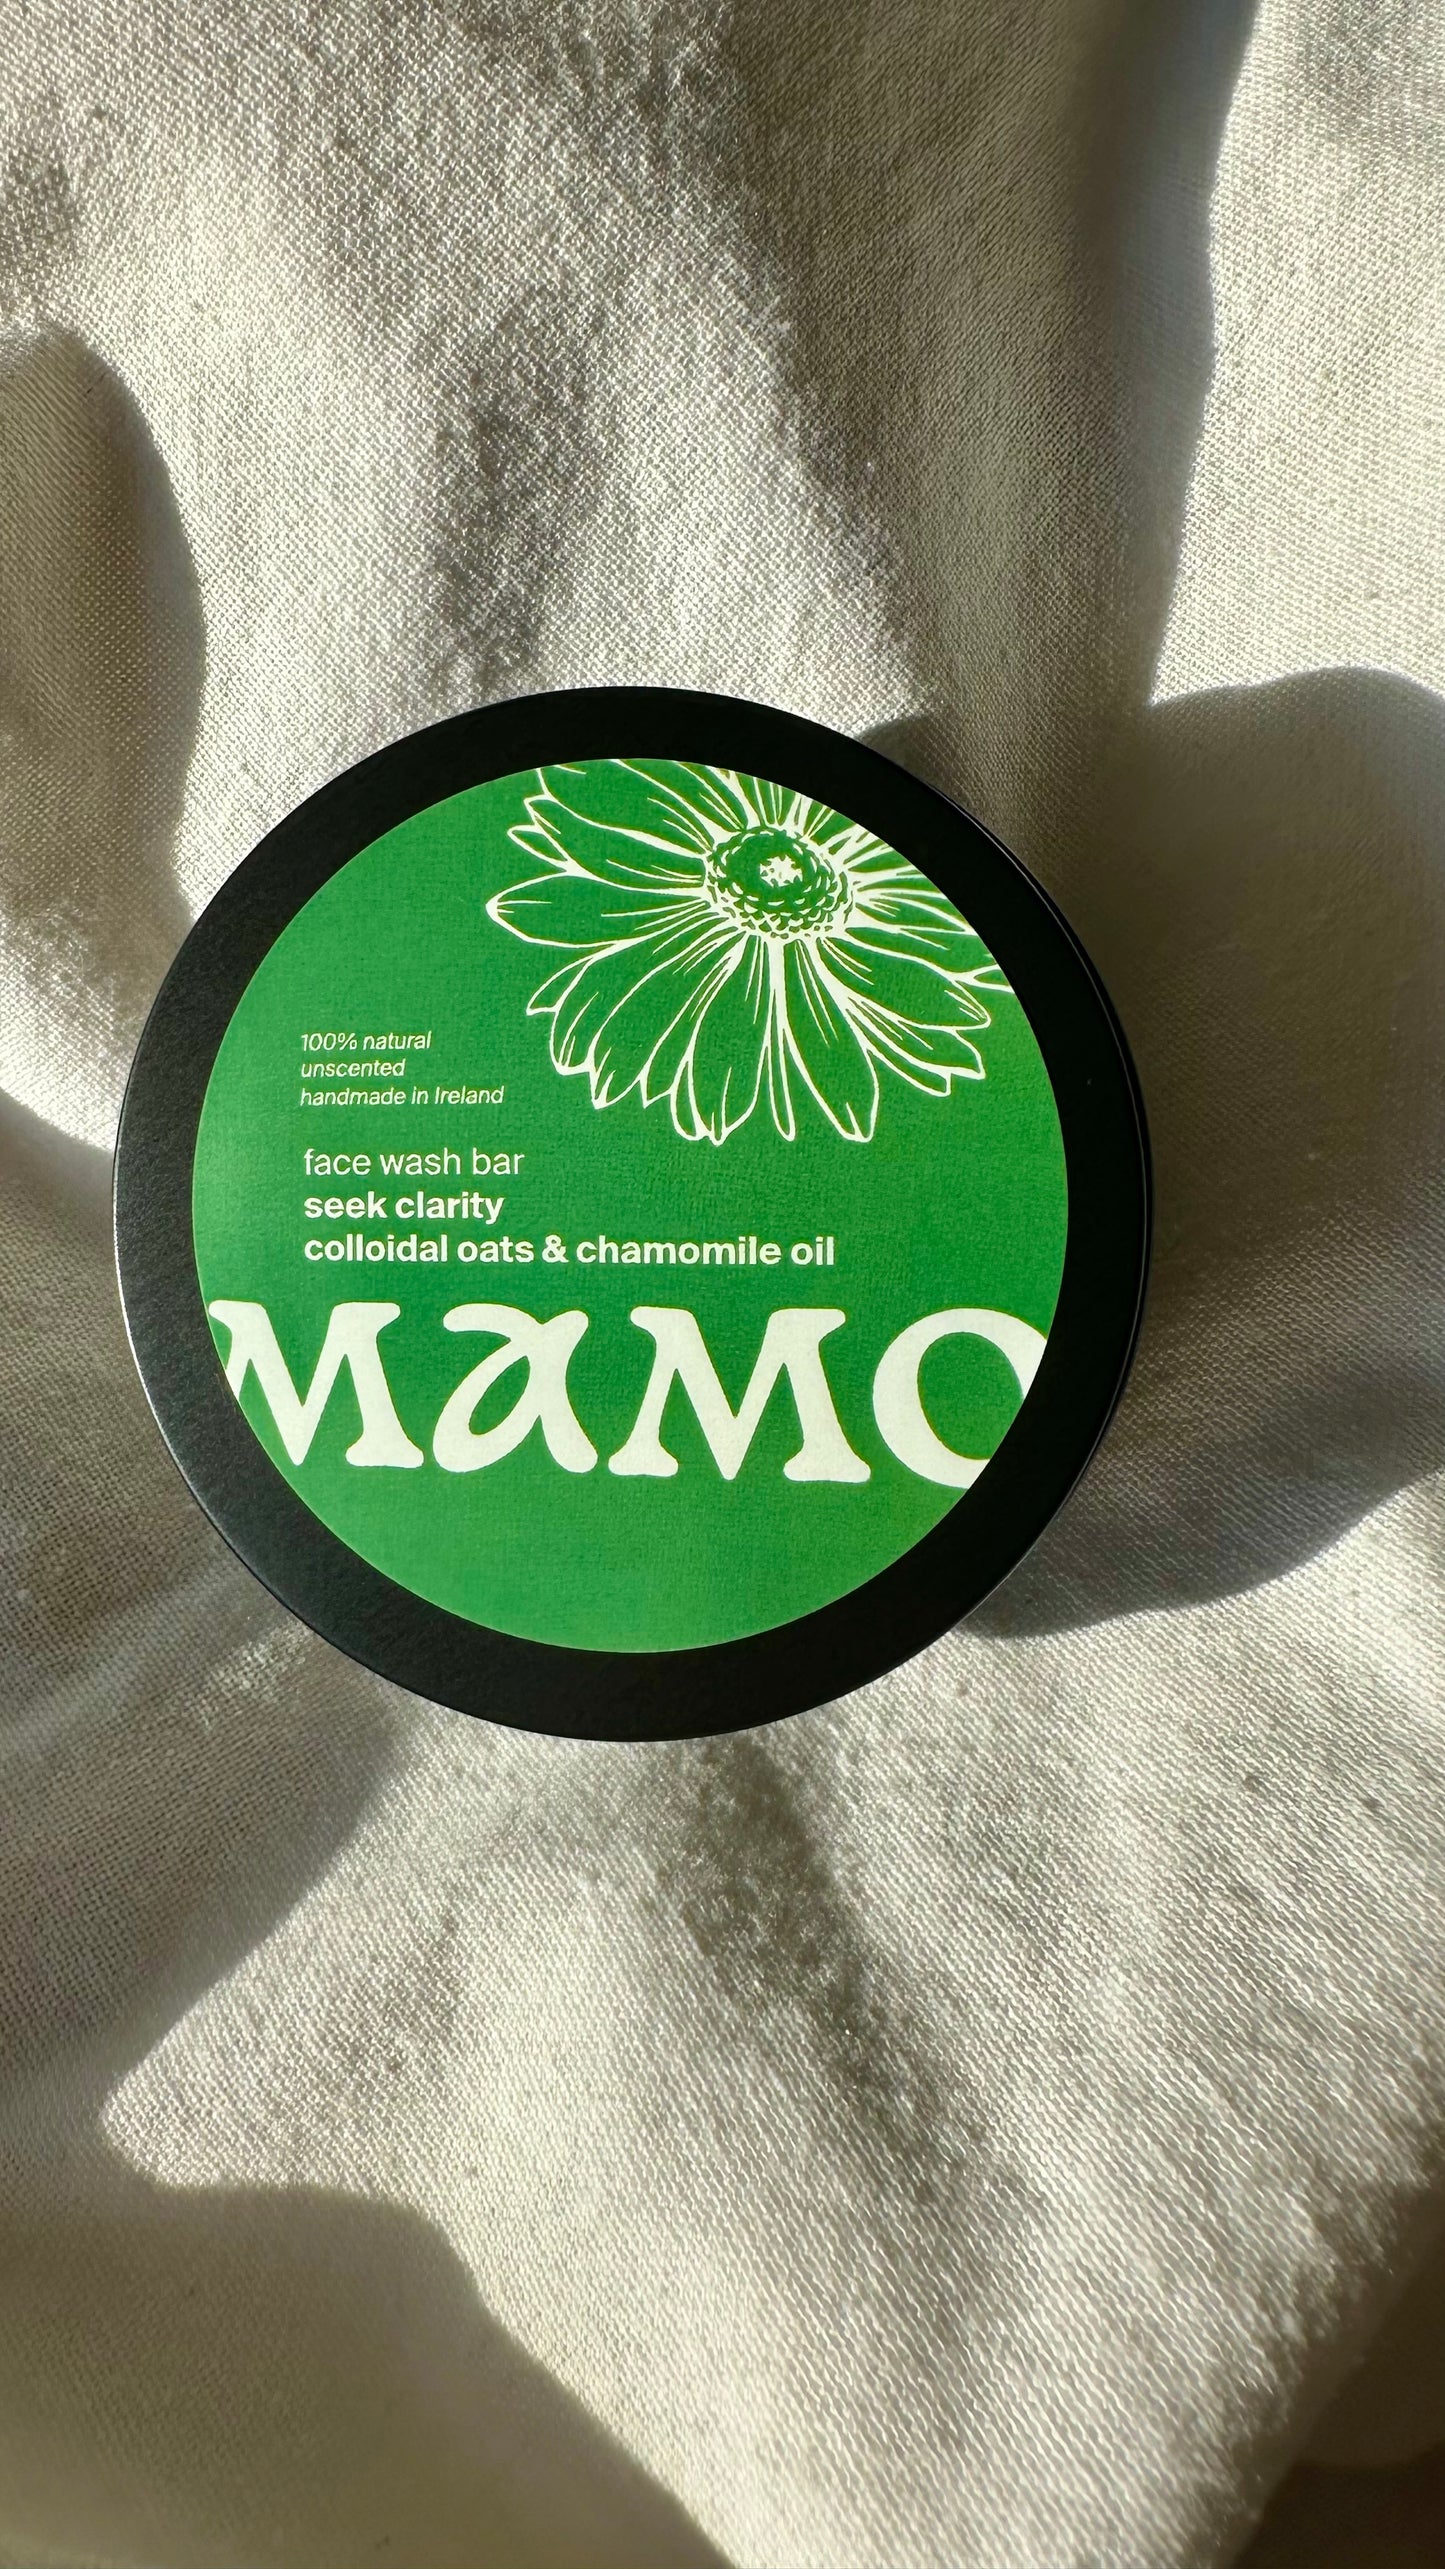 100% natural
unscented
handmade in Ireland
face wash bar
seek clarity
colloidal oats & chamomile oil
MaMO